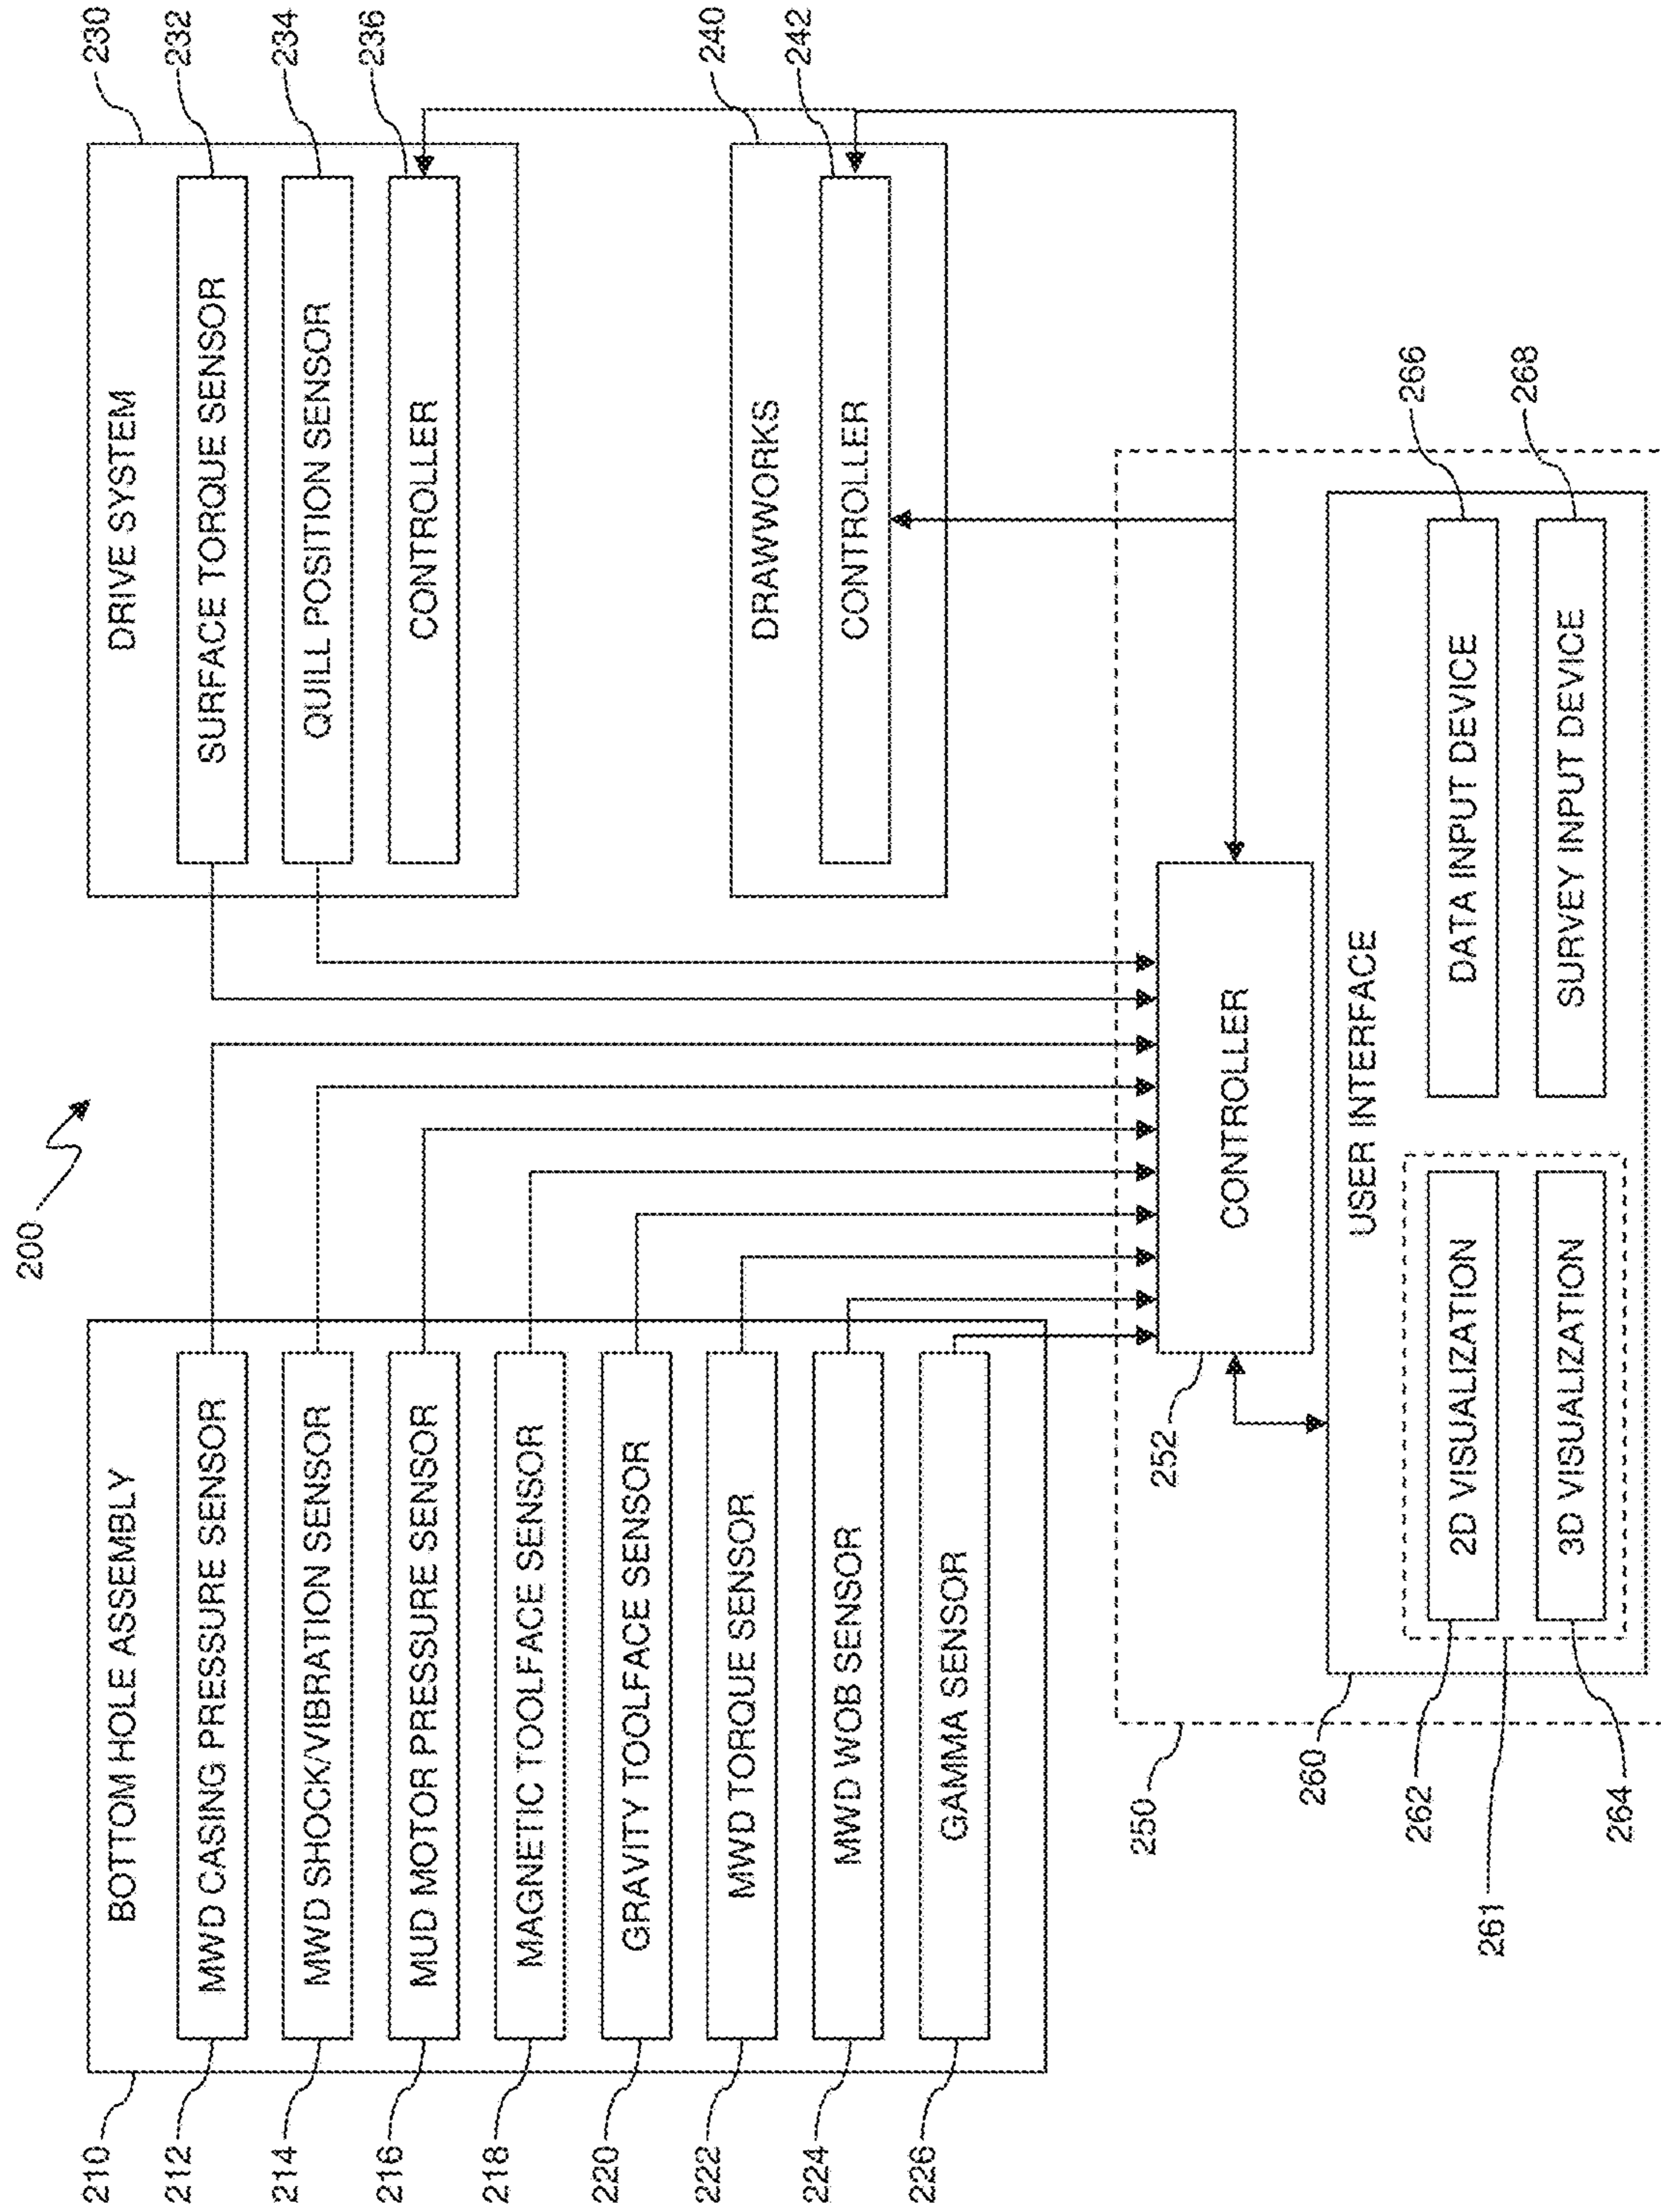 200
210
BOTTOM HOLE ASSEMBLY
212
MWD CASING PRESSURE SENSOR
214
MWD SHOCK/VIBRATION SENSOR
216
MUD MOTOR PRESSURE SENSOR
218
MAGNETIC TOOLFACE SENSOR
220
GRAVITY TOOLFACE SENSOR
222
MWD TORQUE SENSOR
224
MWD WOB SENSOR
226
GAMMA SENSOR
230
DRIVE SYSTEM
232
SURFACE TORQUE SENSOR
234
QUILL POSITION SENSOR
236
CONTROLLER
240
DRAWWORKS
242
CONTROLLER
250
252
CONTROLLER
260
USER INTERFACE
261
262
2D VISUALIZATION
264
3D VISUALIZATION
266
DATA INPUT DEVICE
268
SURVEY INPUT DEVICE